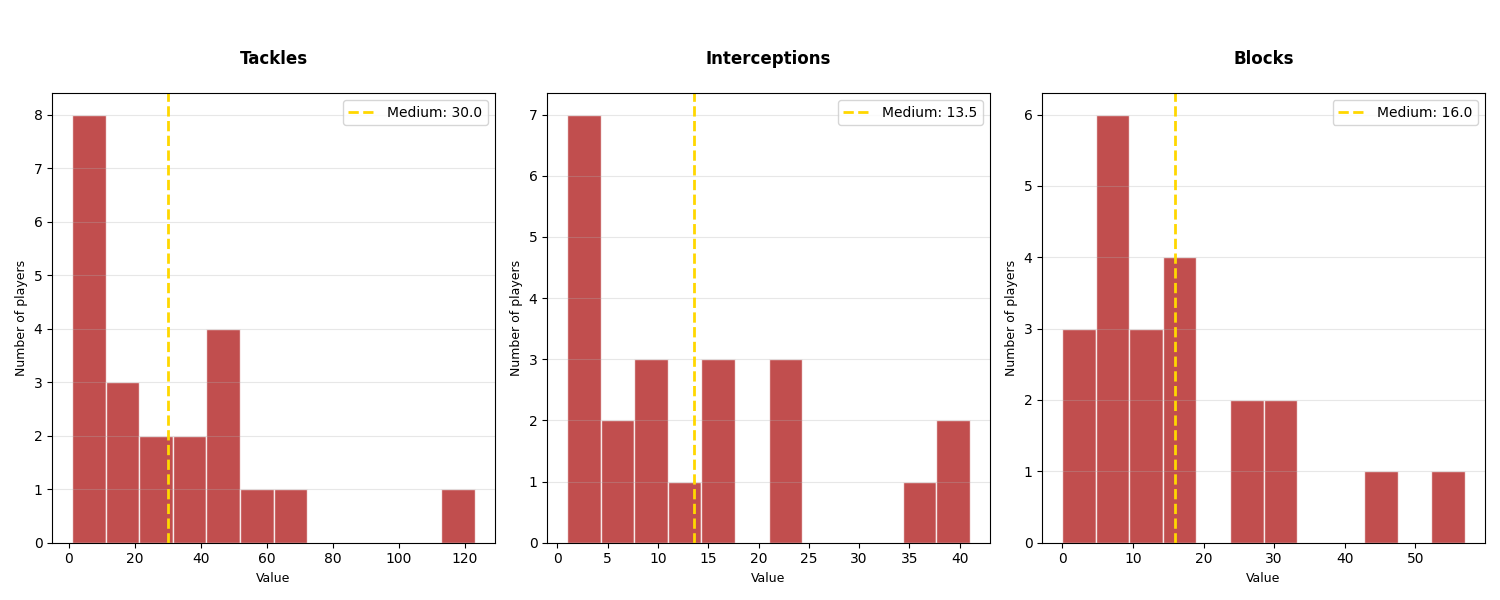 Tackles
Medium: 30.0
Number of players
8
7
6
5
4
3
2
1
0
0 20 40 60 80 100 120
Value
Interceptions
Medium: 13.5
Number of players
7
6
5
4
3
2
1
0
0 5 10 15 20 25 30 35 40
Value
Blocks
Medium: 16.0
Number of players
6
5
4
3
2
1
0
0 10 20 30 40 50
Value